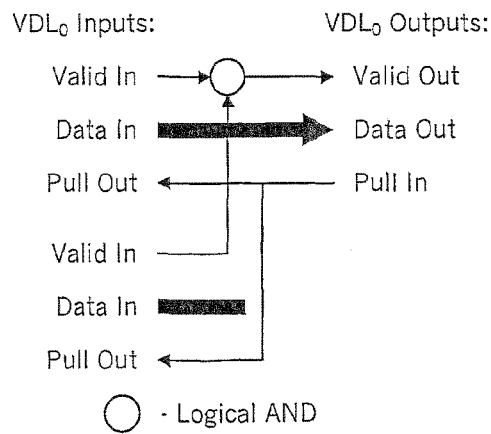 VDL₀ Inputs: VDL₀ Outputs:
Valid In Valid Out
Data In Data Out
Pull Out Pull In
Valid In
Data In
Pull Out
- Logical AND